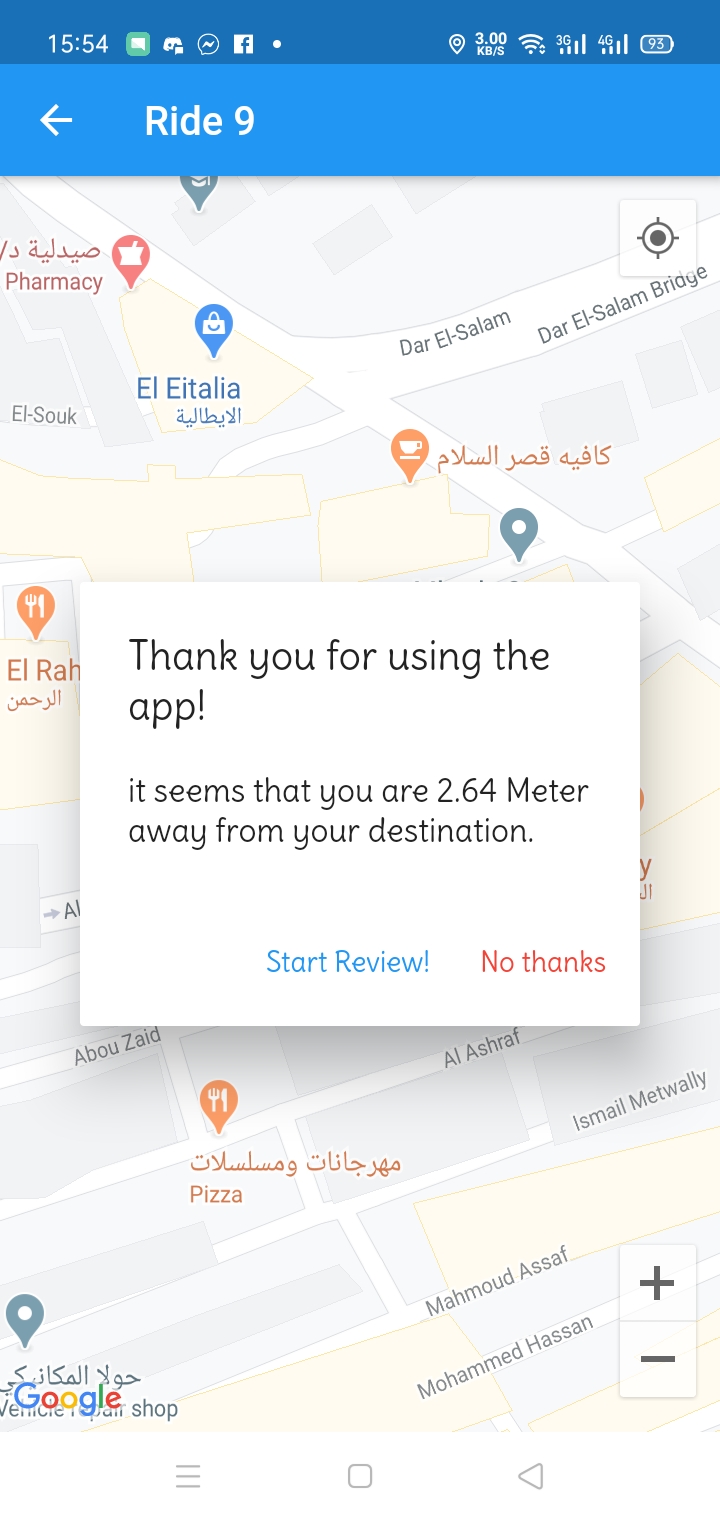 15:54
3.00
KB/S
3G
4G
93
Ride 9
صيدلية د/
Pharmacy
Dar El-Salam
Dar El-Salam Bridge
El Eitalia
الايطالية
El-Souk
كافيه قصر السلام
El Rah
الرحمن
Thank you for using the
app!
it seems that you are 2.64 Meter
away from your destination.
y
Al
Start Review!
No thanks
Abou Zaid
Al Ashraf
Ismail Metwally
مهرجانات ومسلسلات
Pizza
Mahmoud Assaf
Mohammed Hassan
حولا المكانيكي
Google
Vehicle repair shop